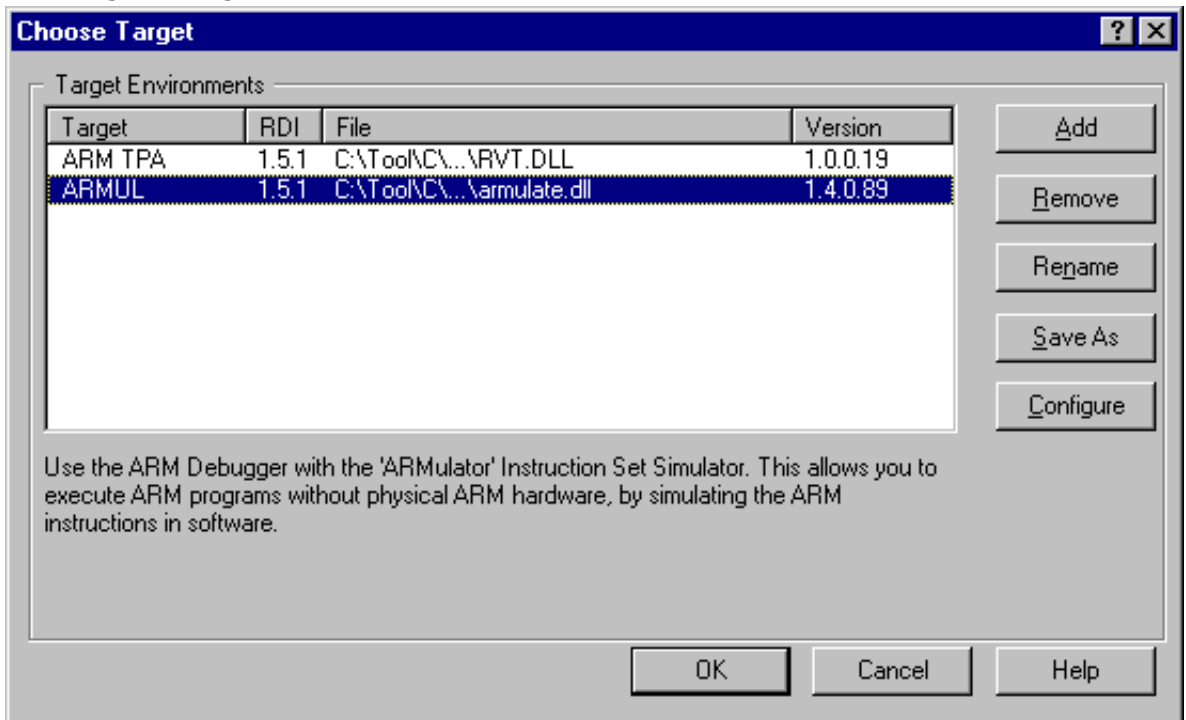 Choose Target
Target Environments
Target RDI File Version
ARM TPA 1.5.1 C:\Tool\C\...\RVT.DLL 1.0.0.19
ARMUL 1.5.1 C:\Tool\C\...\armulate.dll 1.4.0.89
Add
Remove
Rename
Save As
Configure
Use the ARM Debugger with the 'ARMulator' Instruction Set Simulator. This allows you to
execute ARM programs without physical ARM hardware, by simulating the ARM
instructions in software.
OK Cancel Help